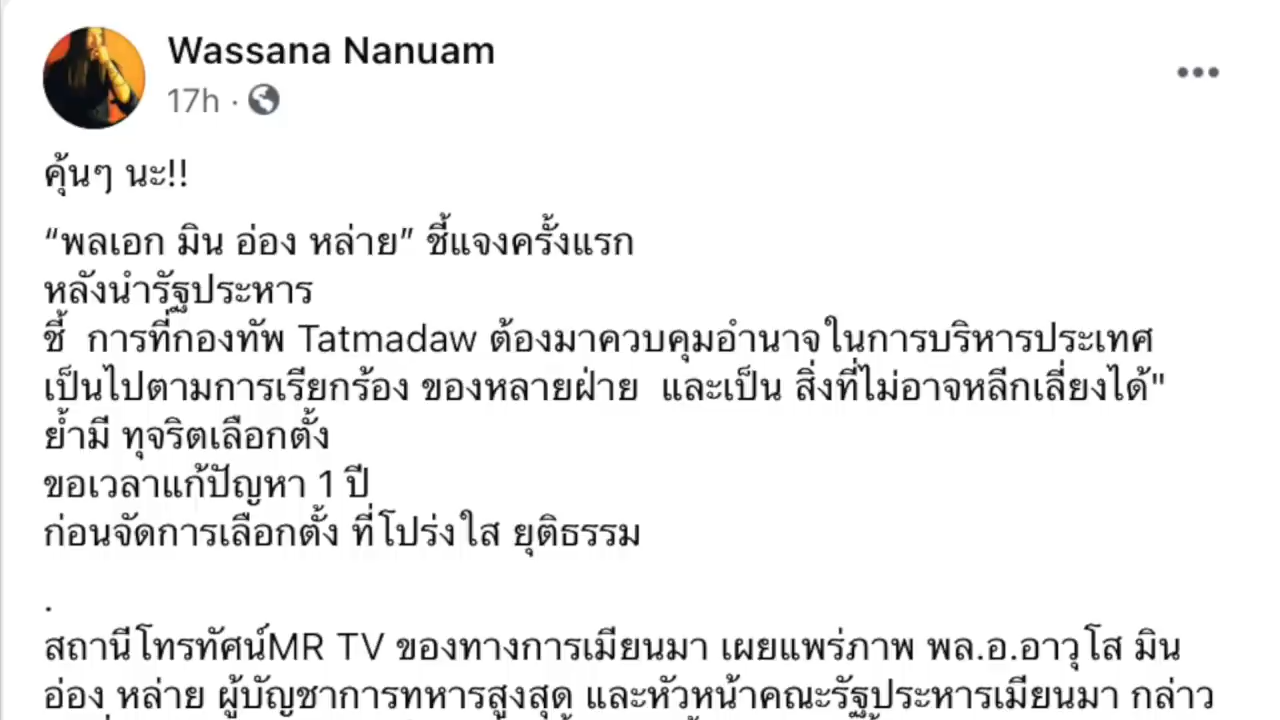 Wassana Nanuam
17h ·
คุ้นๆ นะ!!
“พลเอก มิน อ่อง หล่าย” ชี้แจงครั้งแรก
หลังนำรัฐประหาร
ชี้ การที่กองทัพ Tatmadaw ต้องมาควบคุมอำนาจในการบริหารประเทศ
เป็นไปตามการเรียกร้อง ของหลายฝ่าย และเป็น สิ่งที่ไม่อาจหลีกเลี่ยงได้"
ย้ำมี ทุจริตเลือกตั้ง
ขอเวลาแก้ปัญหา 1 ปี
ก่อนจัดการเลือกตั้ง ที่โปร่งใส ยุติธรรม
.
สถานีโทรทัศน์MR TV ของทางการเมียนมา เผยแพร่ภาพ พล.อ.อาวุโส มิน
อ่อง หล่าย ผู้บัญชาการทหารสูงสุด และหัวหน้าคณะรัฐประหารเมียนมา กล่าว